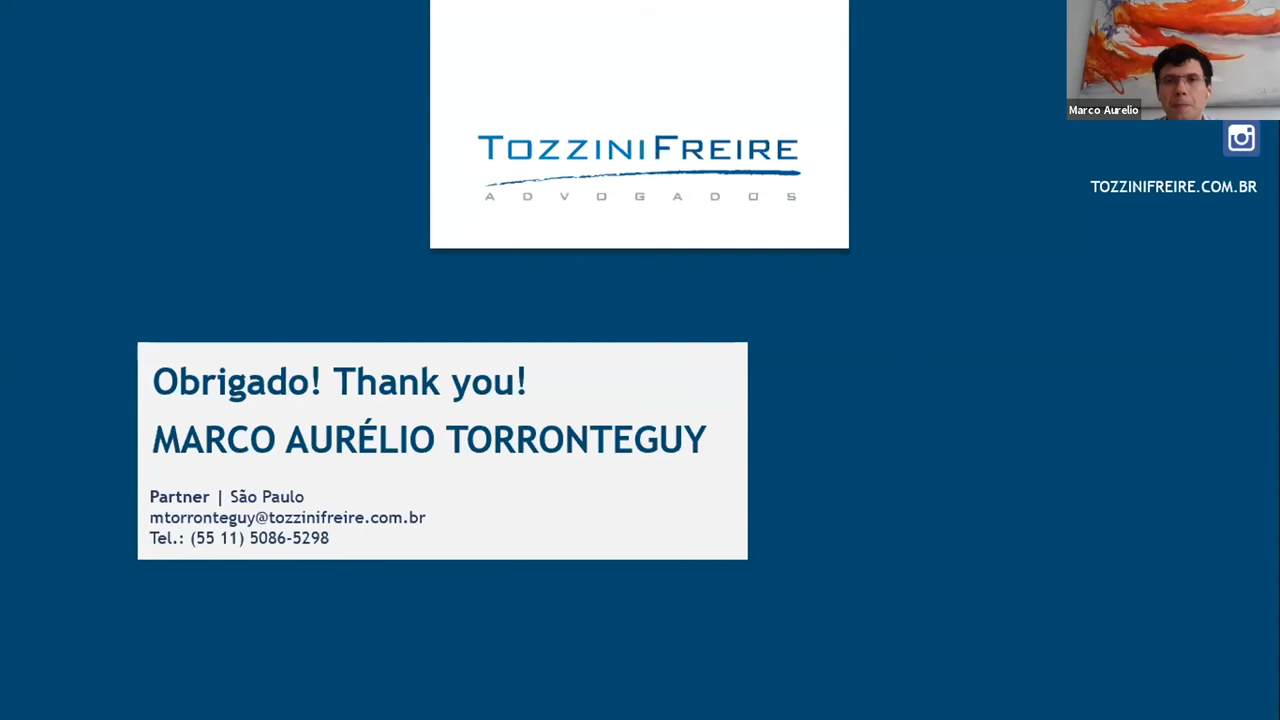 TOZZINIFREIRE
ADVOGADOS
Marco Aurelio
TOZZINIFREIRE.COM.BR
Obrigado! Thank you!
MARCO AURÉLIO TORRONTEGUY
Partner | São Paulo
mtorronteguy@tozzinifreire.com.br
Tel.: (55 11) 5086-5298